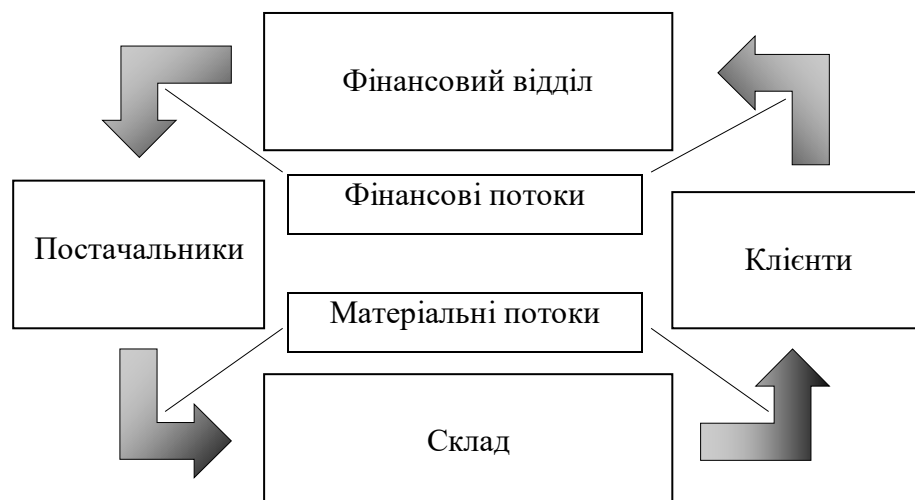 Фінансовий відділ
Фінансові потоки
Постачальники
Клієнти
Матеріальні потоки
Склад